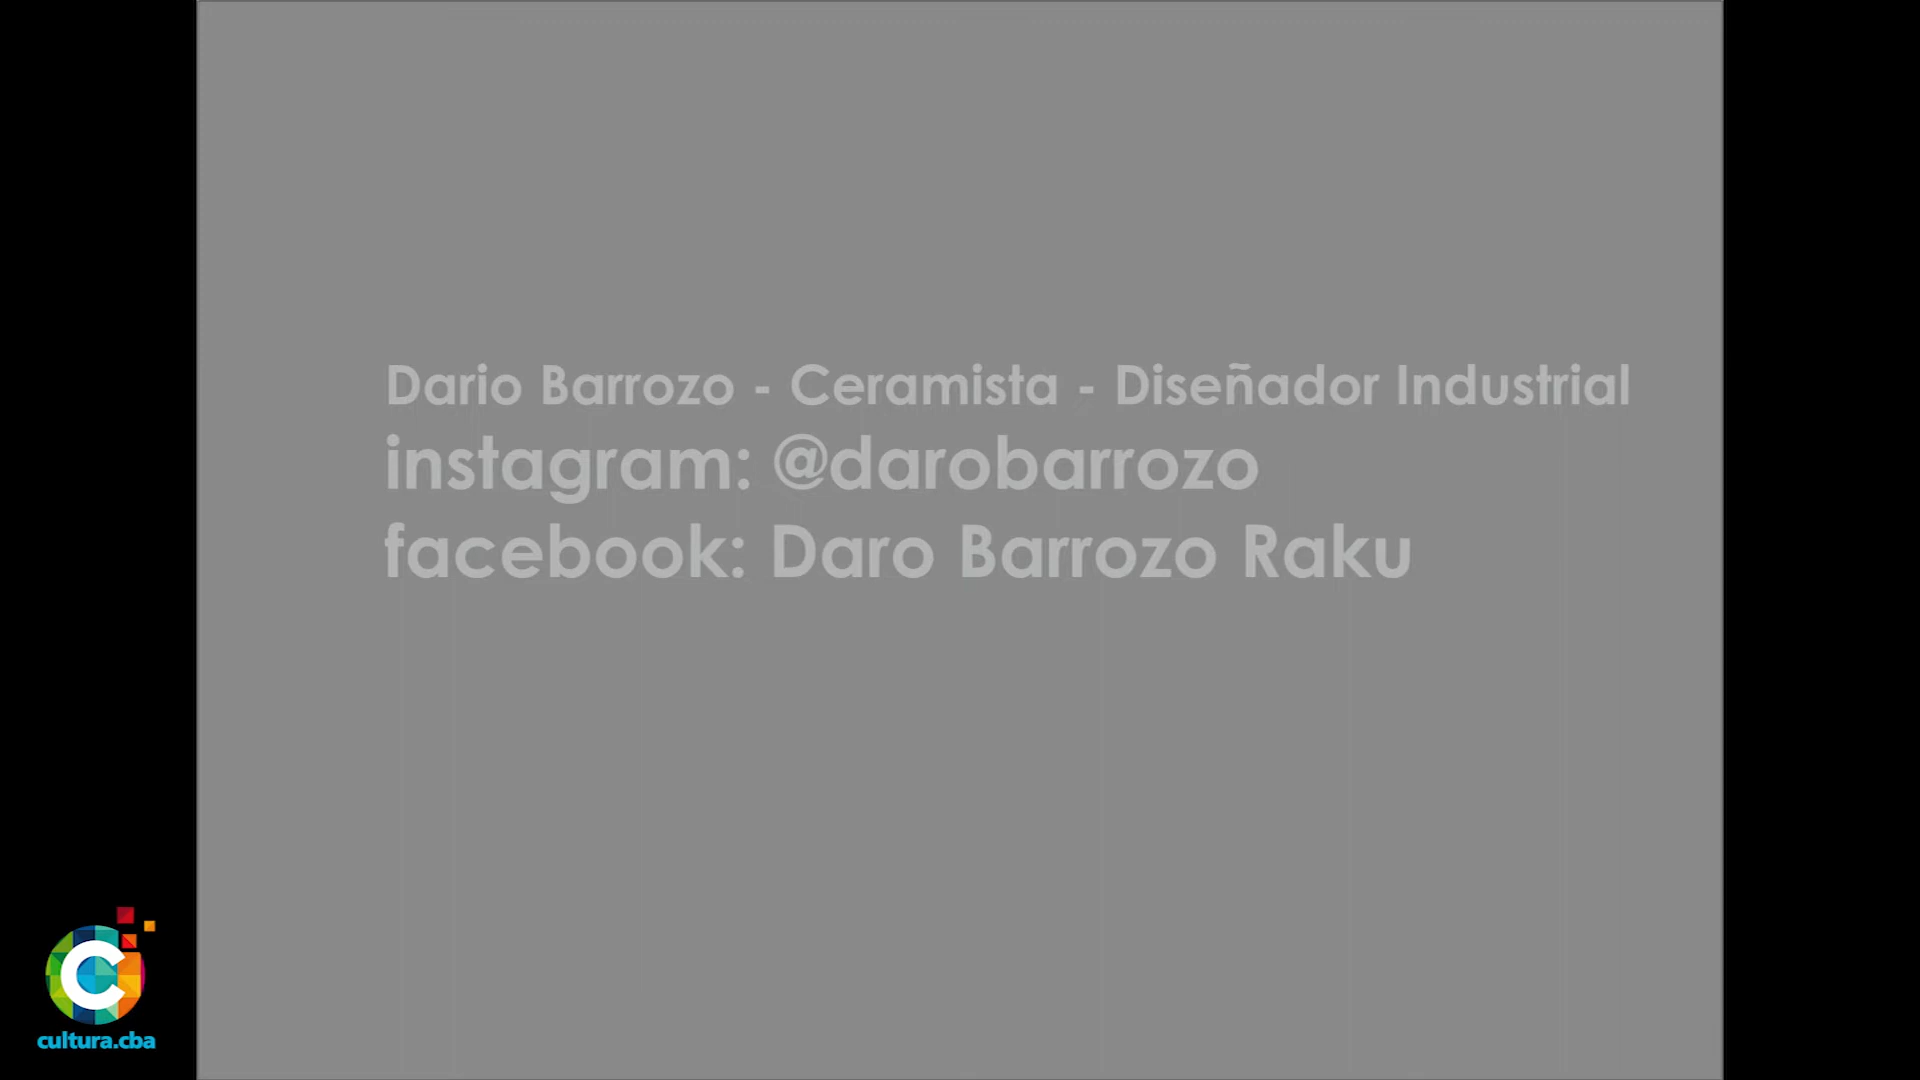 Dario Barrozo - Ceramista - Diseñador Industrial
instagram: @darobarrozo
facebook: Daro Barrozo Raku
C
cultura.cba